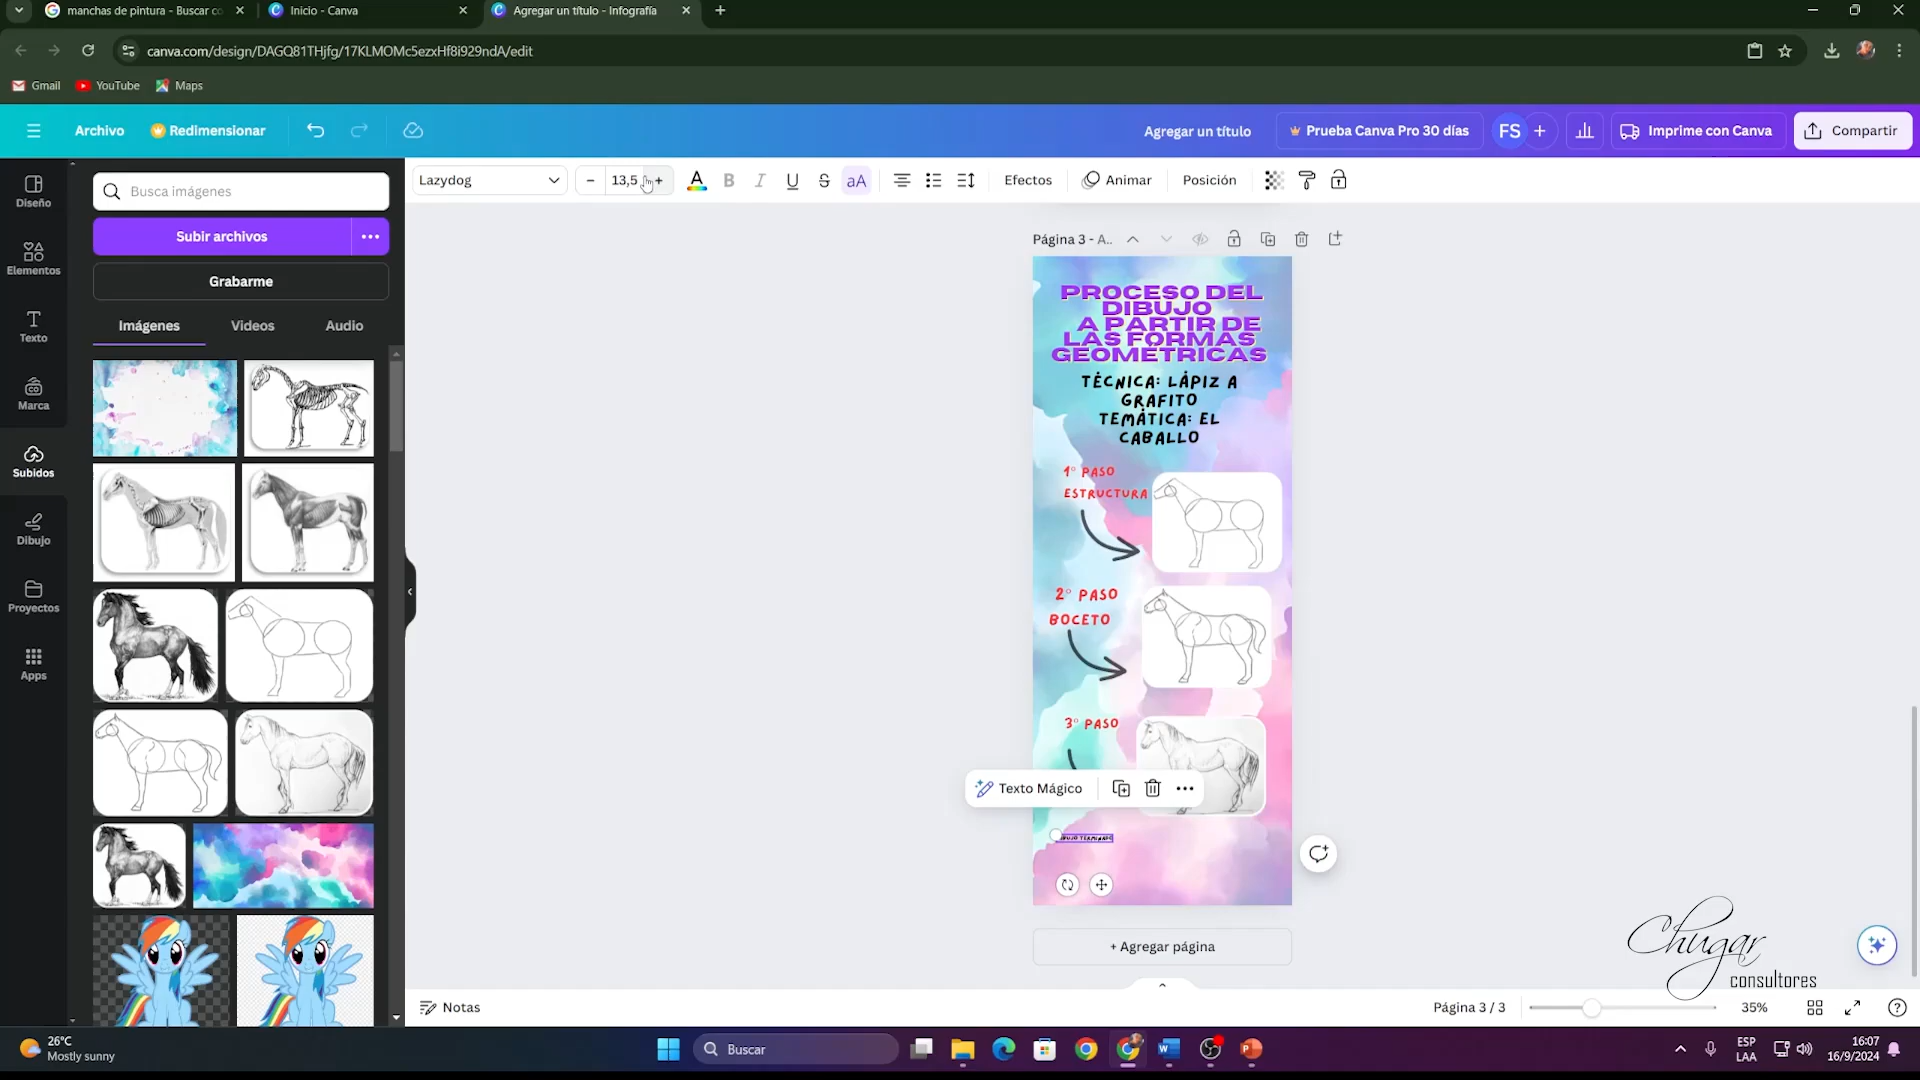 manchas de pintura - Buscar co
Inicio - Canva
Agregar un título - Infografía
canva.com/design/DAGQ81THjfg/17KLMOMc5ezxHf8i929ndA/edit
Gmail
YouTube
Maps
Archivo
Redimensionar
Agregar un título
Prueba Canva Pro 30 días
FS
Imprime con Canva
Compartir
Diseño
Elementos
Texto
Marca
Subidos
Dibujo
Proyectos
Apps
Busca imágenes
Subir archivos
Grabarme
Imágenes
Videos
Audio
Lazydog
13,5
A
B
I
U
S
aA
Efectos
Animar
Posición
Página 3 - A..
PROCESO DEL
DIBUJO
A PARTIR DE
LAS FORMAS
GEOMÉTRICAS
TÉCNICA: LÁPIZ A
GRAFITO
TEMÁTICA: EL
CABALLO
1° PASO
ESTRUCTURA
2° PASO
BOCETO
3° PASO
Texto Mágico
+ Agregar página
Notas
Página 3 / 3
35%
Chugar
consultores
26°C
Mostly sunny
Buscar
ESP
LAA
16:07
16/9/2024